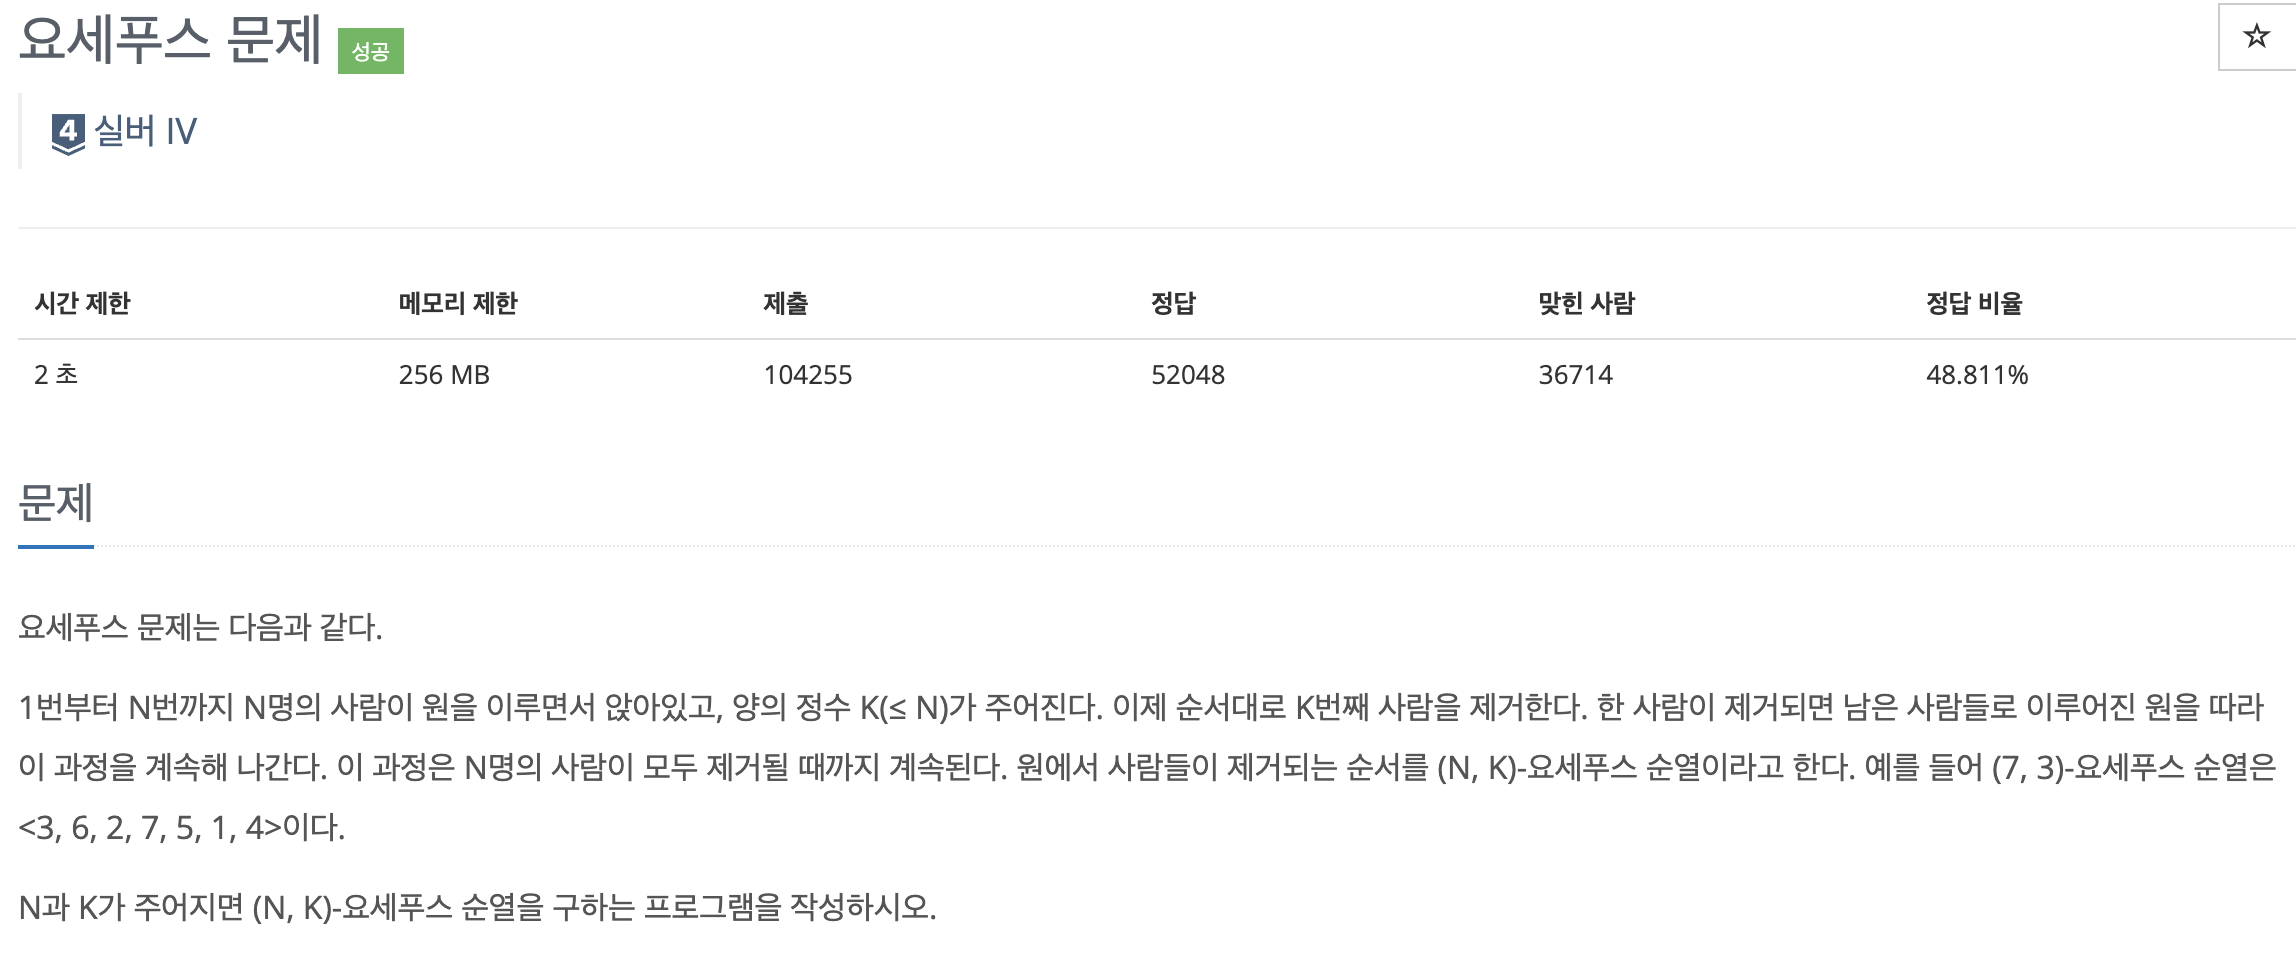 요세푸스 문제 성공
4 실버 IV
시간 제한 메모리 제한 제출 정답 맞힌 사람 정답 비율
2 초 256 MB 104255 52048 36714 48.811%
문제
요세푸스 문제는 다음과 같다.
1번부터 N번까지 N명의 사람이 원을 이루면서 앉아있고, 양의 정수 K(≤ N)가 주어진다. 이제 순서대로 K번째 사람을 제거한다. 한 사람이 제거되면 남은 사람들로 이루어진 원을 따라
이 과정을 계속해 나간다. 이 과정은 N명의 사람이 모두 제거될 때까지 계속된다. 원에서 사람들이 제거되는 순서를 (N, K)-요세푸스 순열이라고 한다. 예를 들어 (7, 3)-요세푸스 순열은
<3, 6, 2, 7, 5, 1, 4>이다.
N과 K가 주어지면 (N, K)-요세푸스 순열을 구하는 프로그램을 작성하시오.